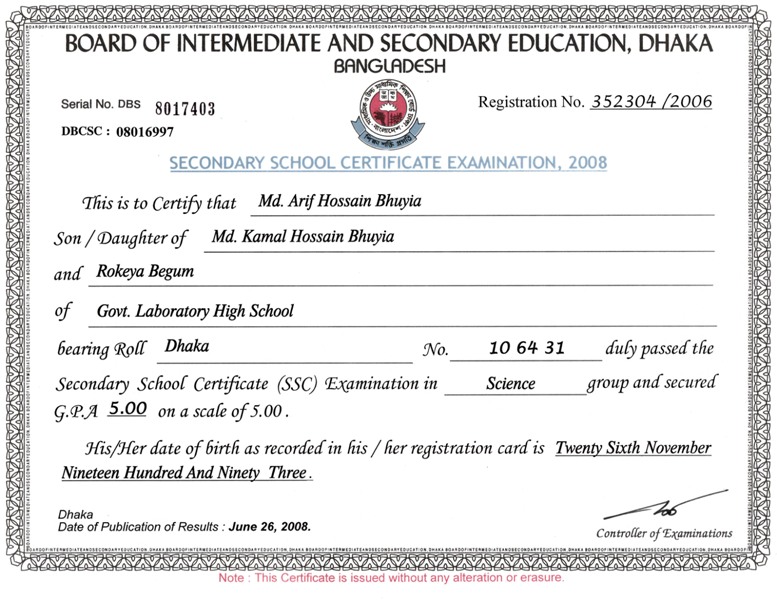 BOARD OF INTERMEDIATE AND SECONDARY EDUCATION, DHAKA
BANGLADESH
Serial No. DBS 8017403
Registration No. 352304 /2006
DBCSC : 08016997
SECONDARY SCHOOL CERTIFICATE EXAMINATION, 2008
This is to Certify that Md. Arif Hossain Bhuyia
Son / Daughter of Md. Kamal Hossain Bhuyia
and Rokeya Begum
of Govt. Laboratory High School
bearing Roll Dhaka No. 10 64 31 duly passed the
Secondary School Certificate (SSC) Examination in Science group and secured
G.P.A 5.00 on a scale of 5.00 .
His/Her date of birth as recorded in his / her registration card is Twenty Sixth November
Nineteen Hundred And Ninety Three .
Dhaka
Date of Publication of Results : June 26, 2008.
Controller of Examinations
Note : This Certificate is issued without any alteration or erasure.